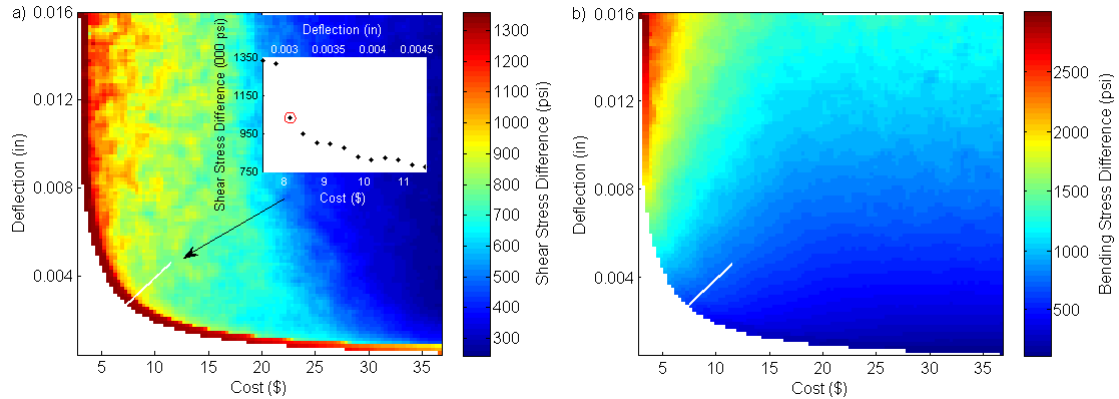 a)
0.016
0.012
0.008
0.004
Deflection (in)
5 10 15 20 25 30 35
Cost ($)
Deflection (in)
0.003 0.0035 0.004 0.0045
1350
1150
950
750
Shear Stress Difference (000 psi)
8 9 10 11
Cost ($)
1300
1200
1100
1000
900
800
700
600
500
400
300
Shear Stress Difference (psi)
b)
0.016
0.012
0.008
0.004
Deflection (in)
5 10 15 20 25 30 35
Cost ($)
2500
2000
1500
1000
500
Bending Stress Difference (psi)